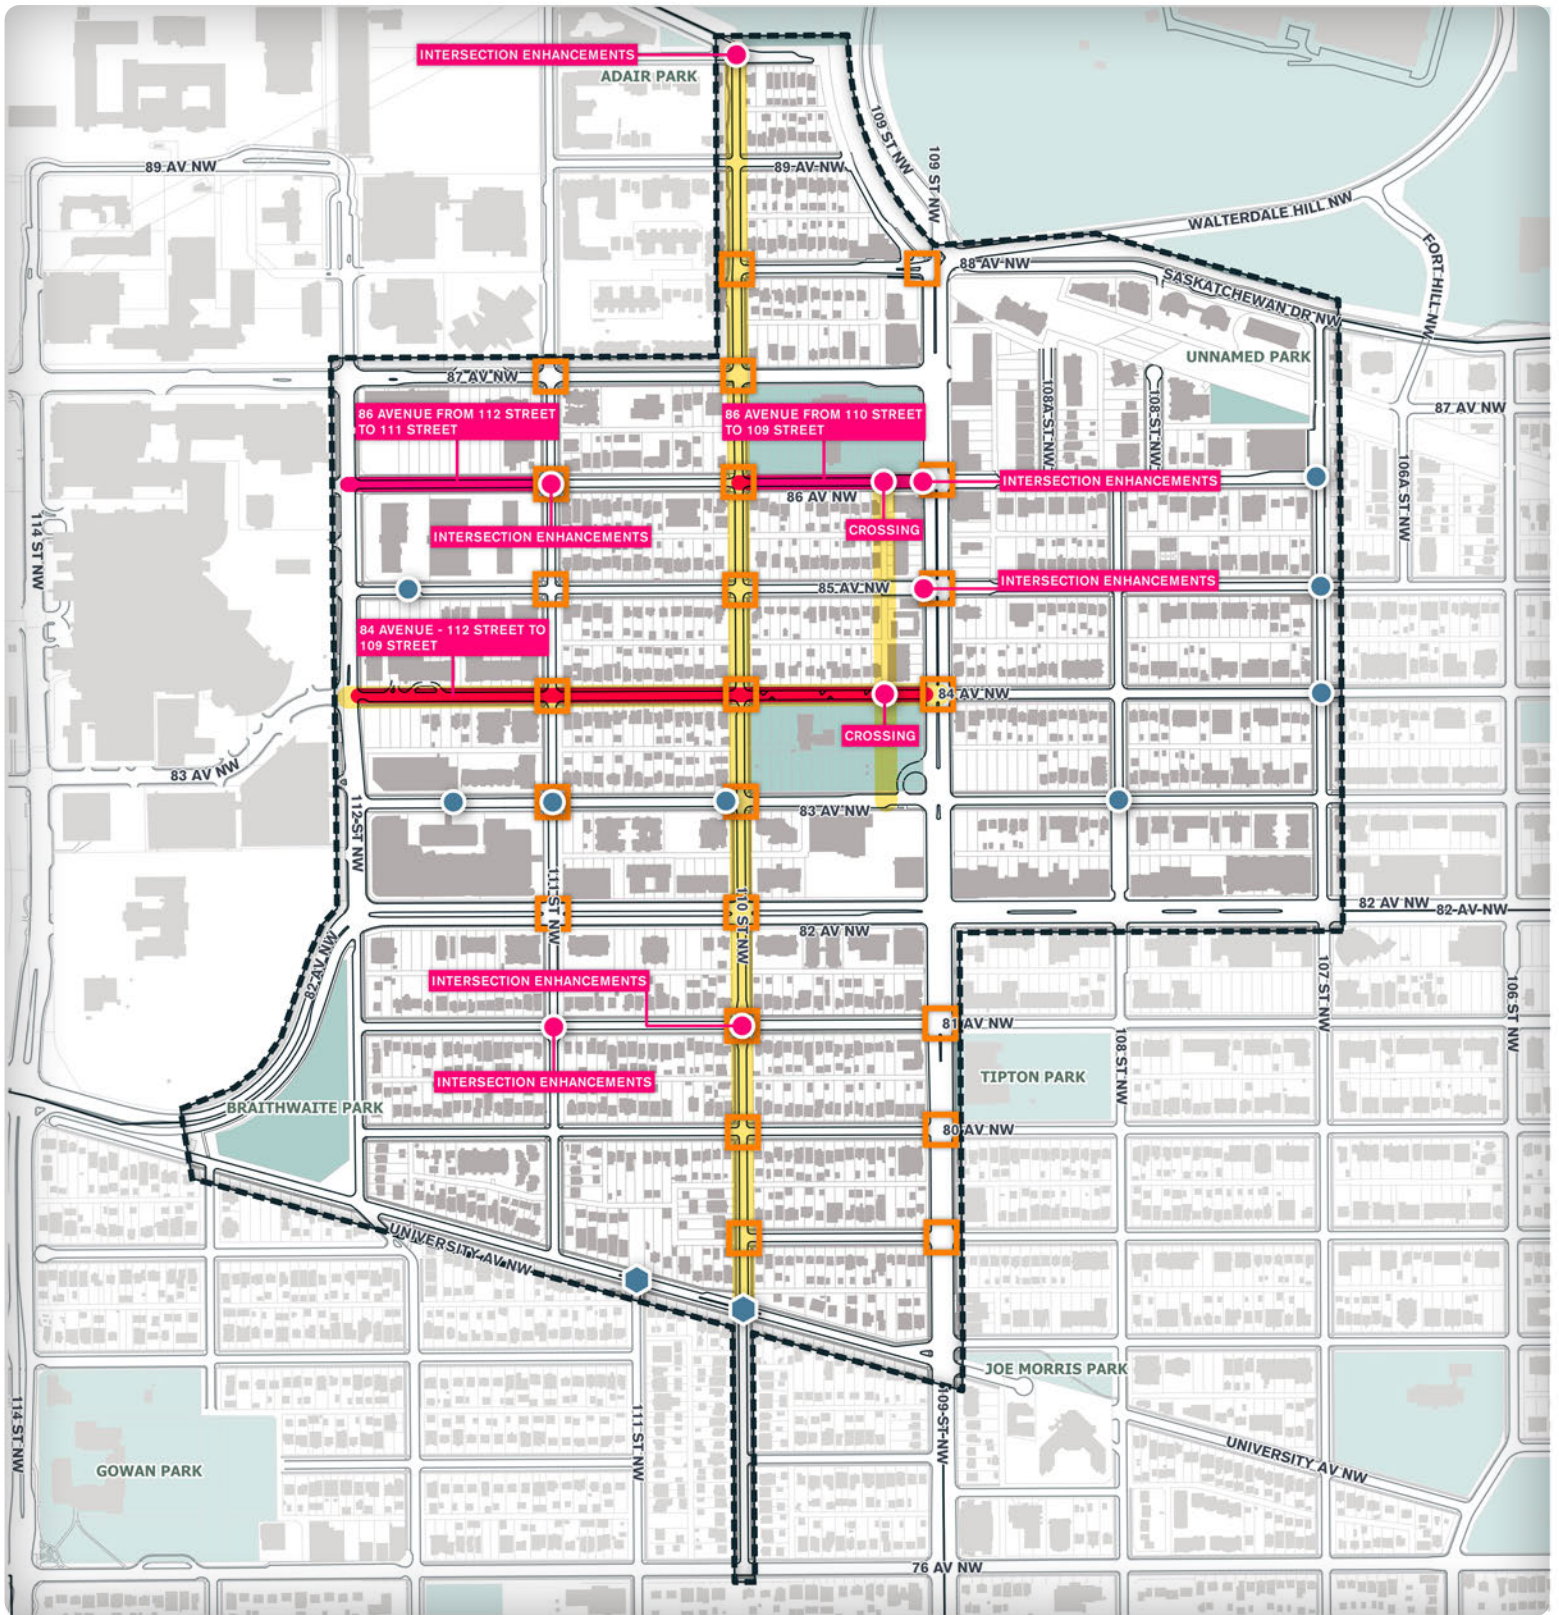 INTERSECTION ENHANCEMENTS
ADAIR PARK
109 ST NW
89 AV NW
89 AV NW
109 ST NW
WALTERDALE HILL NW
FORT HILL NW
88 AV NW
SASKATCHEWAN DR NW
UNNAMED PARK
87 AV NW
108A ST NW
108 ST NW
87 AV NW
86 AVENUE FROM 112 STREET
TO 111 STREET
86 AVENUE FROM 110 STREET
TO 109 STREET
106A ST NW
INTERSECTION ENHANCEMENTS
86 AV NW
INTERSECTION ENHANCEMENTS
CROSSING
114 ST NW
85 AV NW
INTERSECTION ENHANCEMENTS
84 AVENUE - 112 STREET TO
109 STREET
84 AV NW
CROSSING
83 AV NW
112 ST NW
83 AV NW
111 ST NW
110 ST NW
82 AV NW
82 AV NW
82 AV NW
82 AV NW
INTERSECTION ENHANCEMENTS
107 ST NW
106 ST NW
81 AV NW
108 ST NW
INTERSECTION ENHANCEMENTS
TIPTON PARK
BRAITHWAITE PARK
80 AV NW
UNIVERSITY AV NW
JOE MORRIS PARK
114 ST NW
111 ST NW
109 ST NW
UNIVERSITY AV NW
GOWAN PARK
76 AV NW